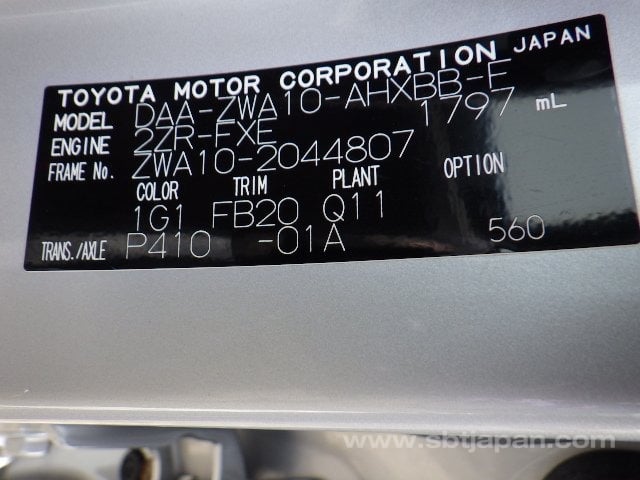 TOYOTA MOTOR CORPORATION JAPAN
MODEL DAA-ZWA10-AHXBB-E
ENGINE 2ZR-FXE 1797 mL
FRAME No. ZWA10-2044807
COLOR TRIM PLANT OPTION
1G1 FB20 Q11
TRANS./AXLE P410 -01A 560
www.sbtjapan.com